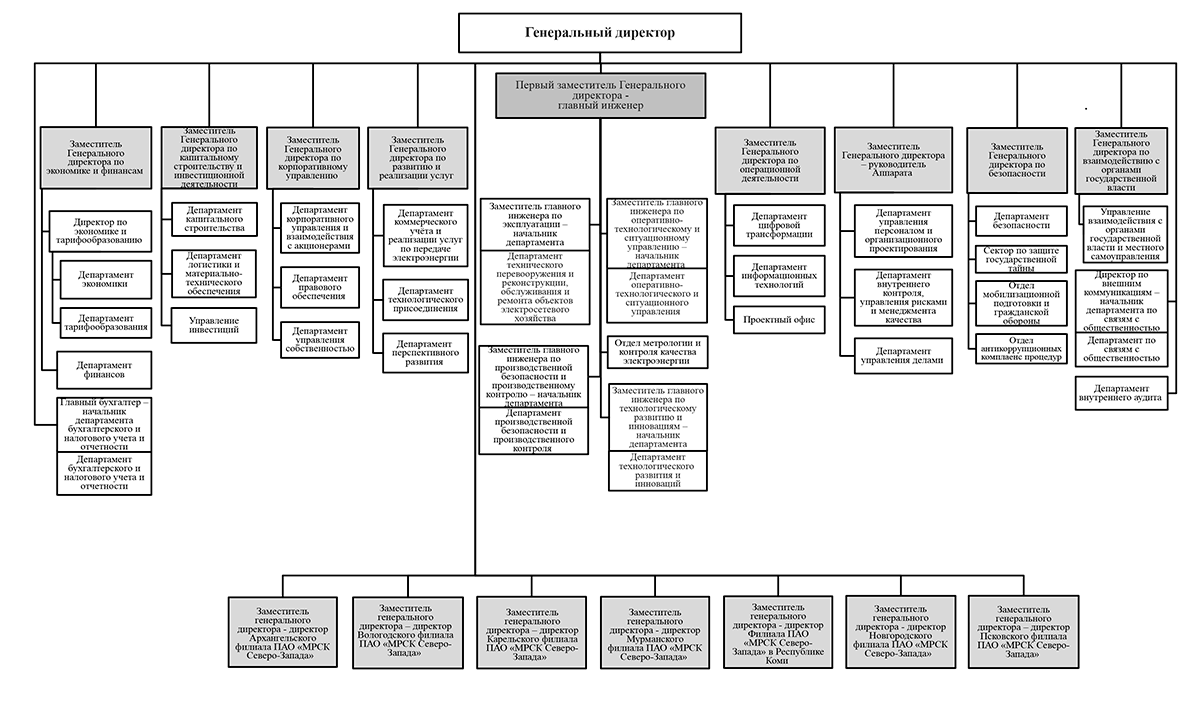 Генеральный директор
Первый заместитель Генерального
директора -
главный инженер
Заместитель
Генерального
директора по
экономике и финансам
Директор по
экономике и
тарифообразованию
Департамент
экономики
Департамент
тарифообразования
Департамент
финансов
Главный бухгалтер –
начальник
департамента
бухгалтерского и
налогового учета и
отчетности
Департамент
бухгалтерского и
налогового учета и
отчетности
Заместитель
Генерального
директора по
капитальному
строительству и
инвестиционной
деятельности
Департамент
капитального
строительства
Департамент
логистики и
материально-
технического
обеспечения
Управление
инвестиций
Заместитель
Генерального
директора по
корпоративному
управлению
Департамент
корпоративного
управления и
взаимодействия
с акционерами
Департамент
правового
обеспечения
Департамент
управления
собственностью
Заместитель
Генерального
директора по
развитию и
реализации услуг
Департамент
коммерческого
учёта и
реализации услуг
по передаче
электроэнергии
Департамент
технологического
присоединения
Департамент
перспективного
развития
Заместитель главного
инженера по
эксплуатации –
начальник
департамента
Департамент
технического
перевооружения и
реконструкции,
обслуживания и
ремонта объектов
электросетевого
хозяйства
Заместитель главного
инженера по
производственной
безопасности и
производственному
контролю – начальник
департамента
Департамент
производственной
безопасности и
производственного
контроля
Заместитель главного
инженера по
оперативно-
технологическому и
ситуационному
управлению –
начальник
департамента
Департамент
оперативно-
технологического и
ситуационного
управления
Отдел метрологии и
контроля качества
электроэнергии
Заместитель главного
инженера по
технологическому
развитию и
инновациям –
начальник
департамента
Департамент
технологического
развития и
инноваций
Заместитель
Генерального
директора по
операционной
деятельности
Департамент
цифровой
трансформации
Департамент
информационных
технологий
Проектный офис
Заместитель
Генерального директора
– руководитель
Аппарата
Департамент
управления
персоналом и
организационного
проектирования
Департамент
внутреннего
контроля,
управления рисками
и менеджмента
качества
Департамент
управления делами
Заместитель
Генерального
директора по
безопасности
Департамент
безопасности
Сектор по защите
государственной
тайны
Отдел
мобилизационной
подготовки и
гражданской
обороны
Отдел
антикоррупционных
комплаенс процедур
Заместитель
Генерального
директора по
взаимодействию с
органами
государственной
власти
Управление
взаимодействия с
органами
государственной
власти и местного
самоуправления
Директор по
внешним
коммуникациям –
начальник
департамента по
связям с
общественностью
Департамент по
связям с
общественностью
Департамент
внутреннего аудита
Заместитель
генерального
директора - директор
Архангельского
филиала ПАО «МРСК
Северо-Запада»
Заместитель
генерального
директора – директор
Вологодского филиала
ПАО «МРСК Северо-
Запада»
Заместитель
генерального
директора – директор
Карельского филиала
ПАО «МРСК Северо-
Запада»
Заместитель
генерального
директора - директор
Мурманского
филиала ПАО «МРСК
Северо-Запада»
Заместитель
генерального
директора - директор
Филиала ПАО
«МРСК Северо-
Запада» в Республике
Коми
Заместитель
генерального
директора - директор
Новгородского
филиала ПАО «МРСК
Северо-Запада»
Заместитель
генерального
директора – директор
Псковского филиала
ПАО «МРСК Северо-
Запада»